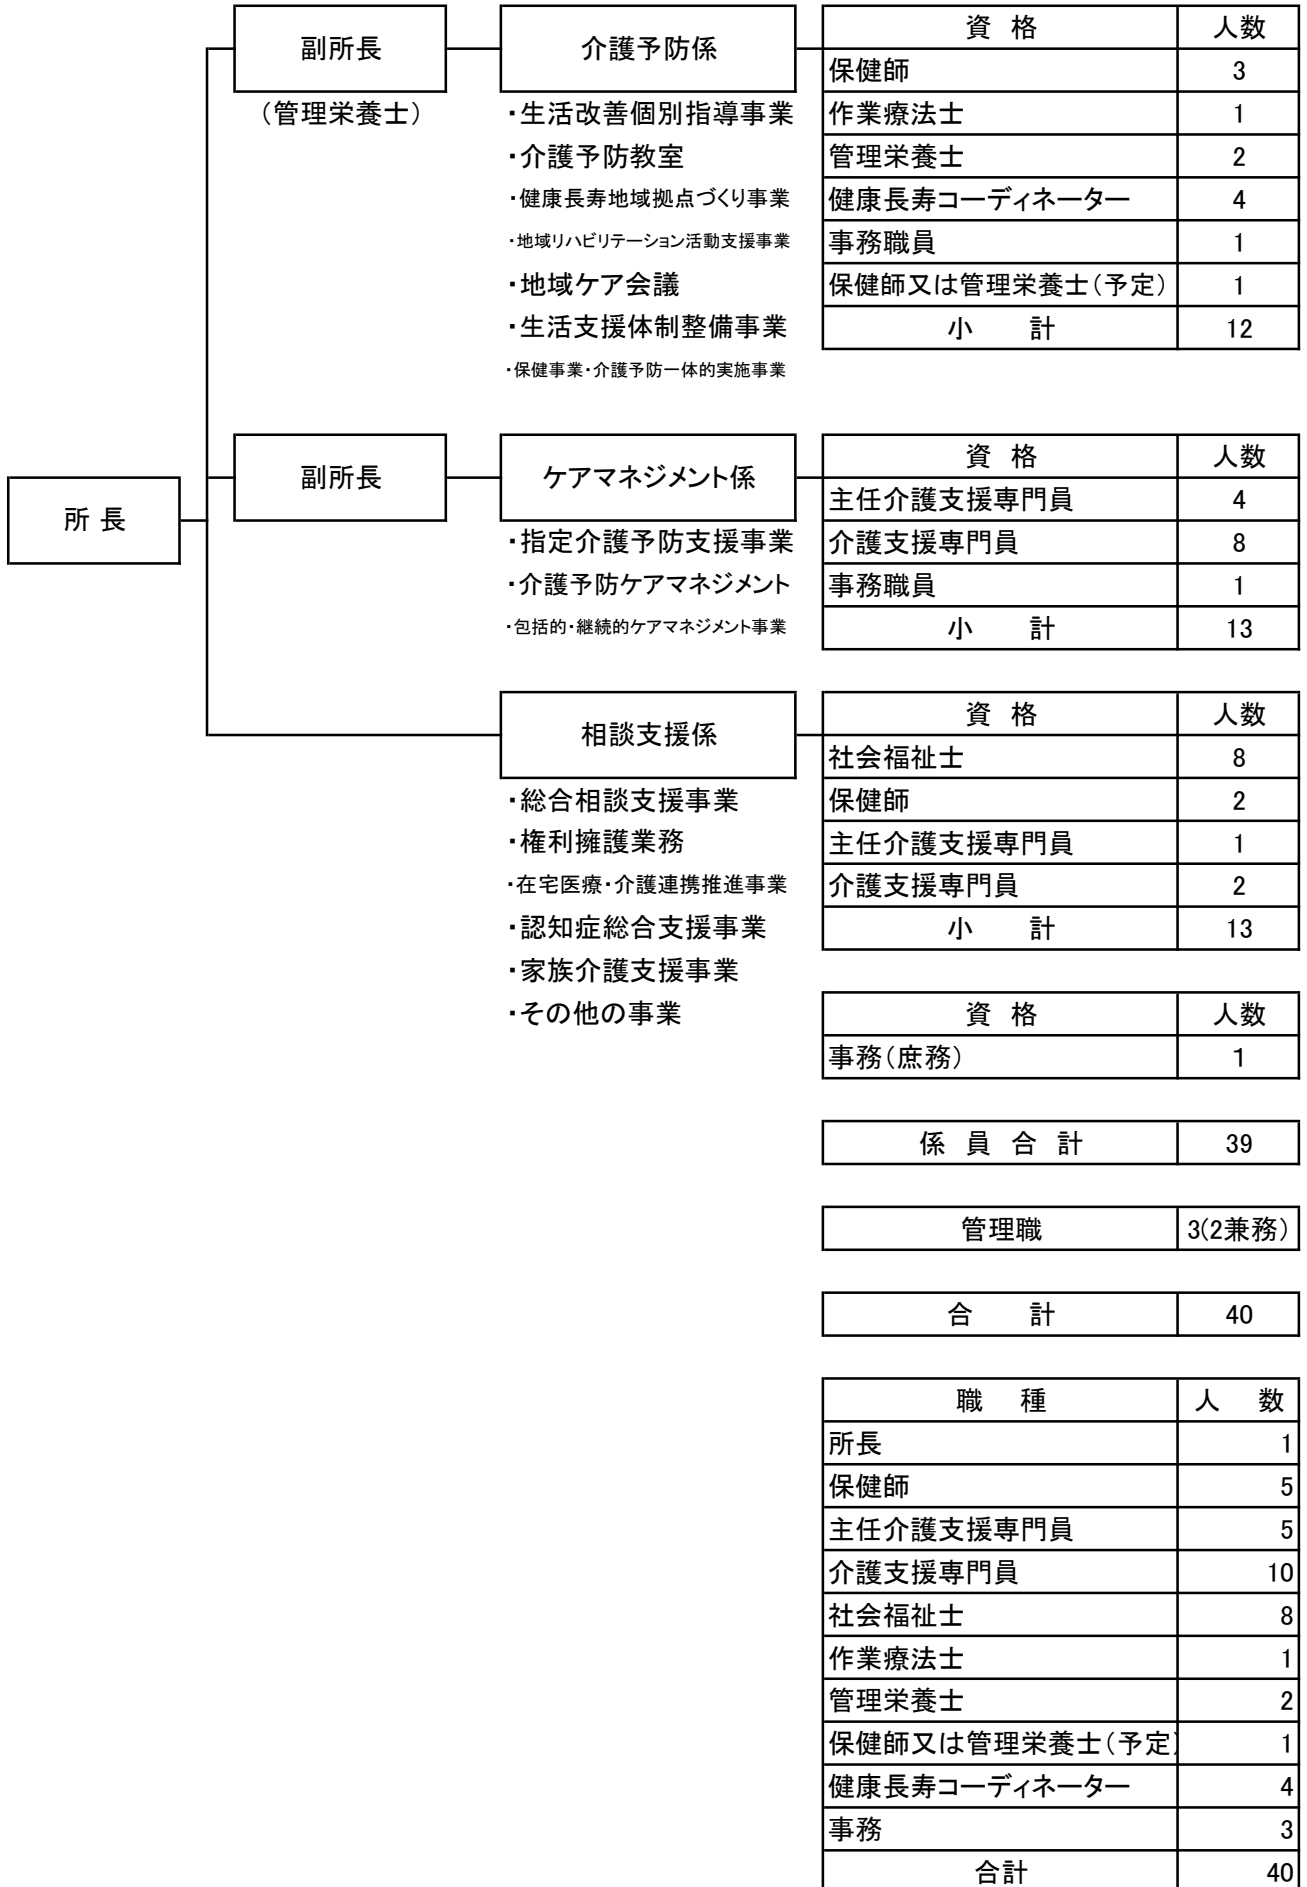 所 長
副所長
(管理栄養士)
介護予防係
・生活改善個別指導事業
・介護予防教室
・健康長寿地域拠点づくり事業
・地域リハビリテーション活動支援事業
・地域ケア会議
・生活支援体制整備事業
・保健事業・介護予防一体的実施事業
資 格 人数
保健師 3
作業療法士 1
管理栄養士 2
健康長寿コーディネーター 4
事務職員 1
保健師又は管理栄養士(予定) 1
小 計 12
副所長
ケアマネジメント係
・指定介護予防支援事業
・介護予防ケアマネジメント
・包括的・継続的ケアマネジメント事業
資 格 人数
主任介護支援専門員 4
介護支援専門員 8
事務職員 1
小 計 13
相談支援係
・総合相談支援事業
・権利擁護業務
・在宅医療・介護連携推進事業
・認知症総合支援事業
・家族介護支援事業
・その他の事業
資 格 人数
社会福祉士 8
保健師 2
主任介護支援専門員 1
介護支援専門員 2
小 計 13
資 格 人数
事務(庶務) 1
係 員 合 計 39
管理職 3(2兼務)
合 計 40
職 種 人 数
所長 1
保健師 5
主任介護支援専門員 5
介護支援専門員 10
社会福祉士 8
作業療法士 1
管理栄養士 2
保健師又は管理栄養士(予定) 1
健康長寿コーディネーター 4
事務 3
合計 40